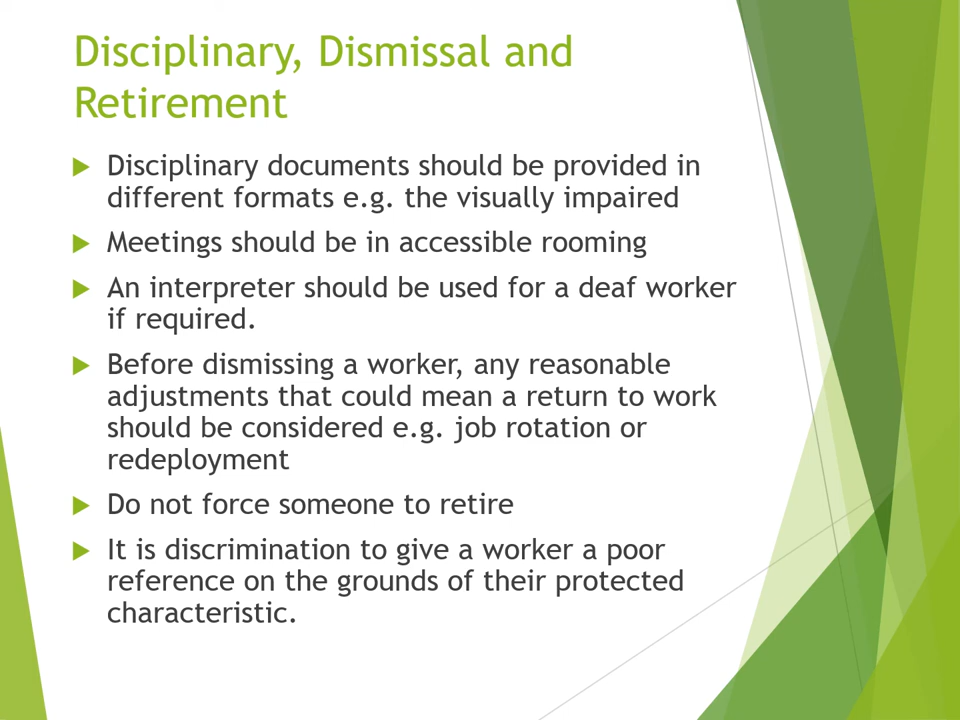 Disciplinary, Dismissal and
Retirement
Disciplinary documents should be provided in
different formats e.g. the visually impaired
Meetings should be in accessible rooming
An interpreter should be used for a deaf worker
if required.
Before dismissing a worker, any reasonable
adjustments that could mean a return to work
should be considered e.g. job rotation or
redeployment
Do not force someone to retire
It is discrimination to give a worker a poor
reference on the grounds of their protected
characteristic.